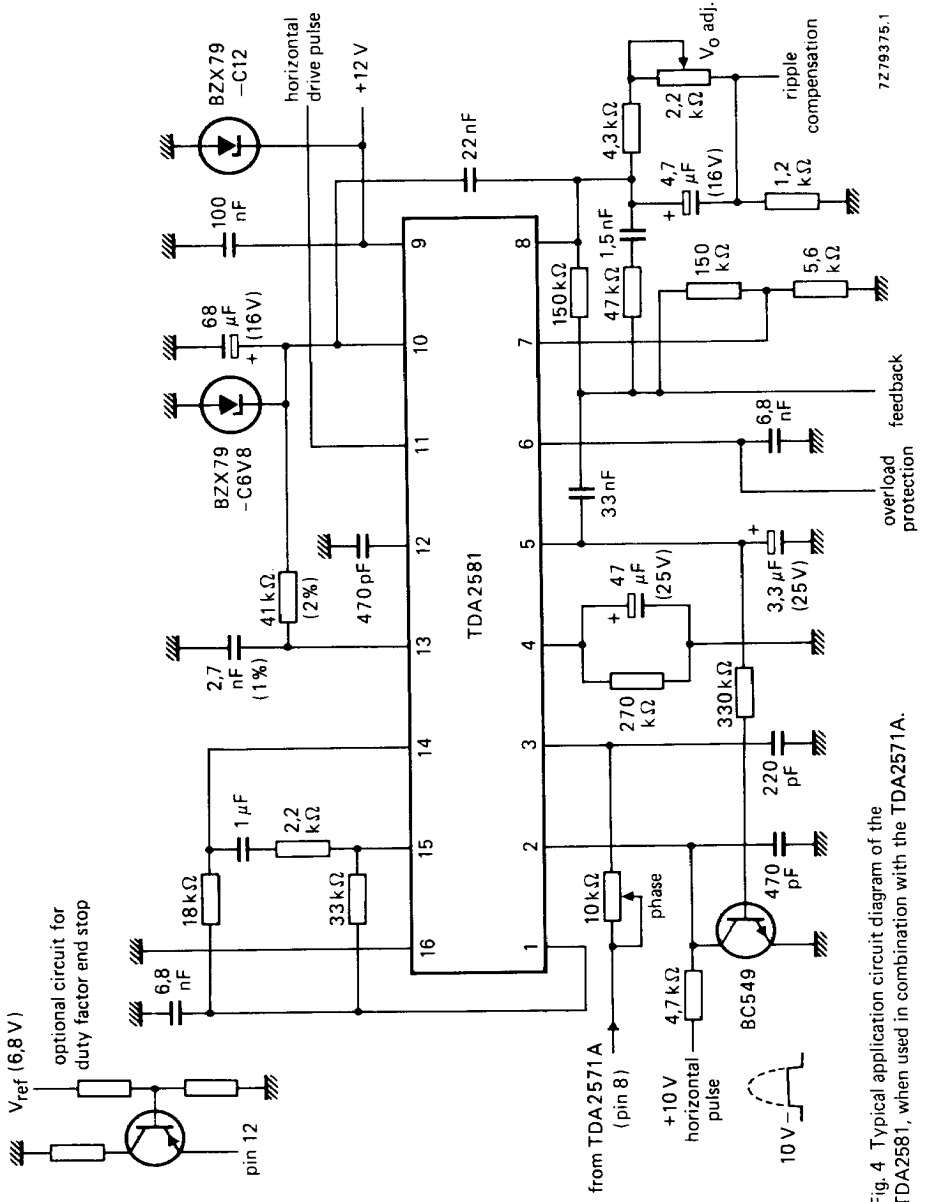 Vref (6,8 V)
optional circuit for
duty factor end stop
pin 12
BZX79
–C12
horizontal
drive pulse
+12 V
100
nF
68
µF
(16V)
+
BZX79
–C6V8
22 nF
41 kΩ
(2%)
2,7
nF
(1%)
470 pF
1 µF
2,2
kΩ
18 kΩ
33 kΩ
6,8
nF
16
15
14
13
12
11
10
9
TDA2581
1
2
3
4
5
6
7
8
from TDA2571A
(pin 8)
10 kΩ
phase
+10 V
horizontal
pulse
4,7 kΩ
10 V
BC549
470
pF
220
pF
270
kΩ
+
47
µF
(25V)
330 kΩ
33 nF
+
3,3 µF
(25V)
overload
protection
6,8
nF
feedback
150 kΩ
47 kΩ
1,5 nF
150
kΩ
5,6
kΩ
4,3 kΩ
+
4,7
µF
(16V)
2,2
kΩ
VO adj.
1,2
kΩ
ripple
compensation
7Z79375.1
Fig. 4 Typical application circuit diagram of the
TDA2581, when used in combination with the TDA2571A.